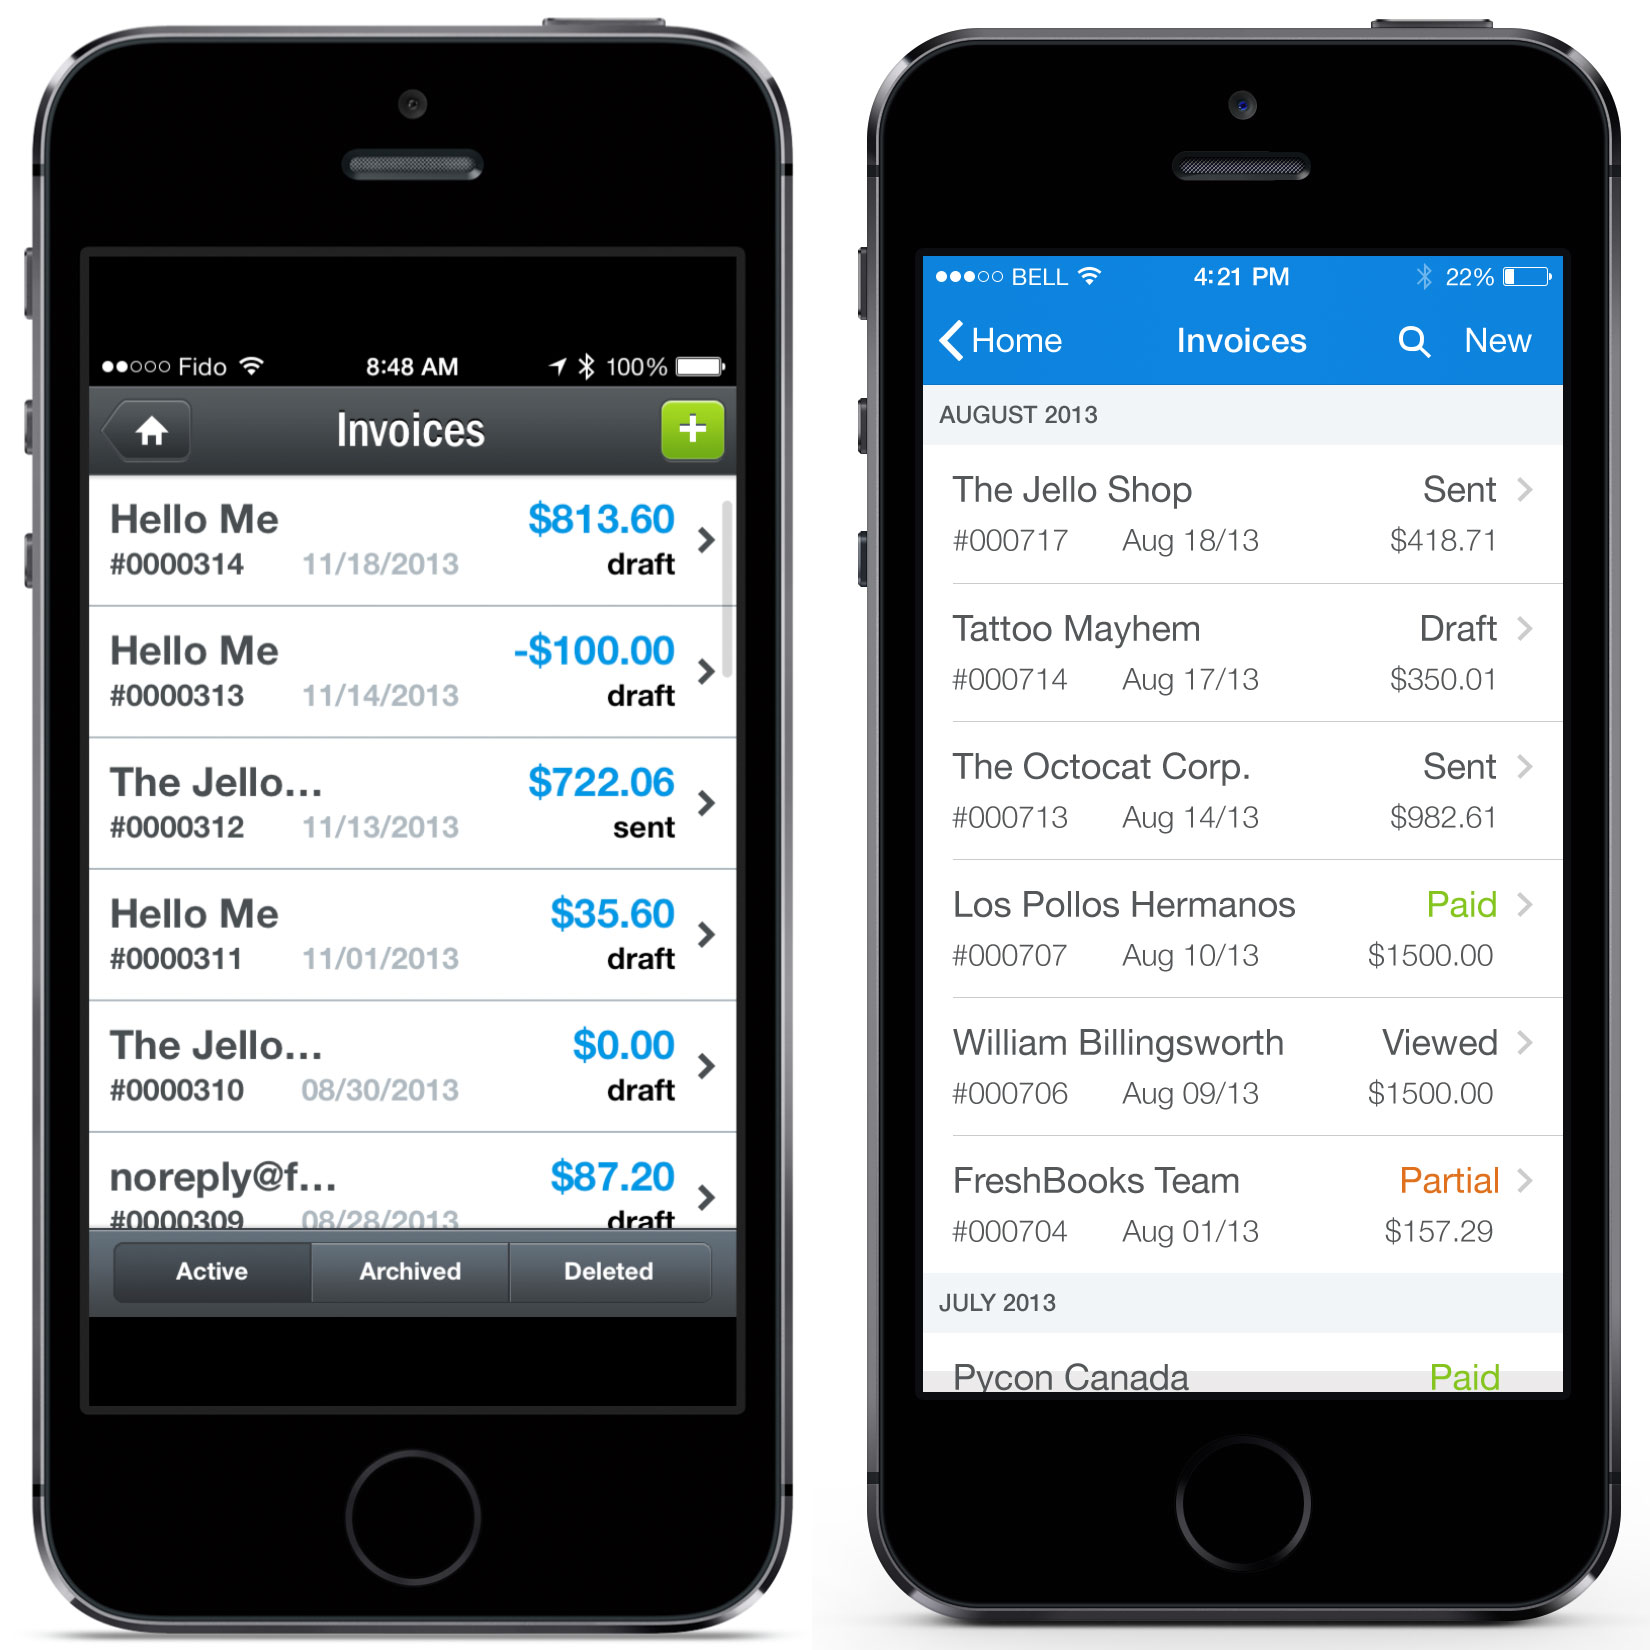 Fido 8:48 AM 100%
Invoices +
Hello Me $813.60
#0000314 11/18/2013 draft
Hello Me -$100.00
#0000313 11/14/2013 draft
The Jello... $722.06
#0000312 11/13/2013 sent
Hello Me $35.60
#0000311 11/01/2013 draft
The Jello... $0.00
#0000310 08/30/2013 draft
noreply@f... $87.20
#0000309 08/28/2013 draft
Active Archived Deleted
BELL 4:21 PM 22%
Home Invoices New
AUGUST 2013
The Jello Shop Sent
#000717 Aug 18/13 $418.71
Tattoo Mayhem Draft
#000714 Aug 17/13 $350.01
The Octocat Corp. Sent
#000713 Aug 14/13 $982.61
Los Pollos Hermanos Paid
#000707 Aug 10/13 $1500.00
William Billingsworth Viewed
#000706 Aug 09/13 $1500.00
FreshBooks Team Partial
#000704 Aug 01/13 $157.29
JULY 2013
Pycon Canada Paid